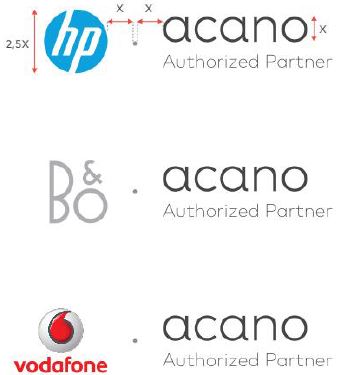 X X
2,5X hp acano X
Authorized Partner
B&O acano
Authorized Partner
acano
vodafone Authorized Partner